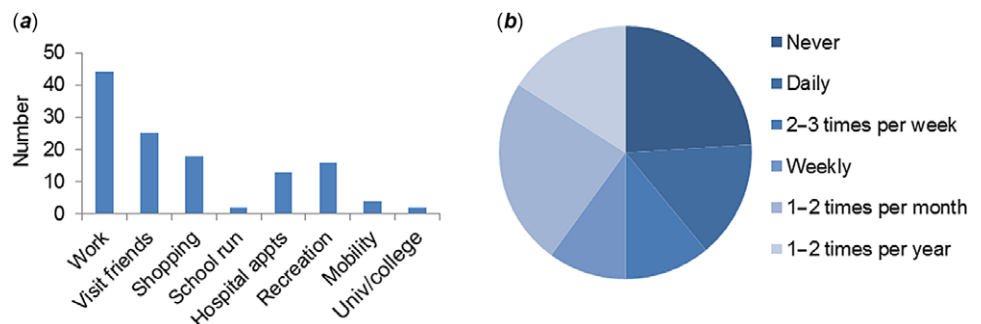 (a)
Number
50
40
30
20
10
0
Work
Visit friends
Shopping
School run
Hospital appts
Recreation
Mobility
Univ/college
(b)
Never
Daily
2–3 times per week
Weekly
1–2 times per month
1–2 times per year